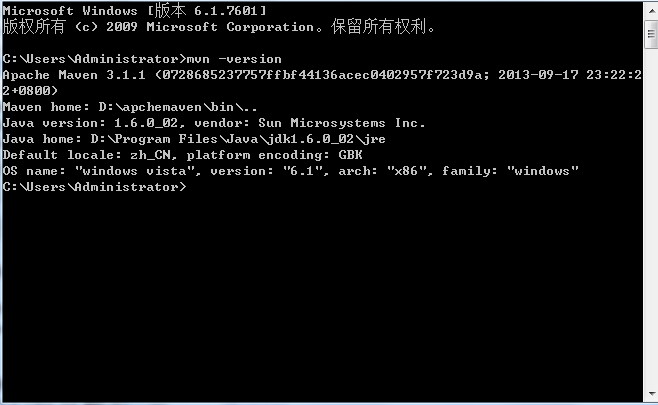 Microsoft Windows [版本 6.1.7601]
版权所有 (c) 2009 Microsoft Corporation。保留所有权利。
C:\Users\Administrator>mvn -version
Apache Maven 3.1.1 (0728685237757ffbf44136acec0402957f723d9a; 2013-09-17 23:22:2
2+0800)
Maven home: D:\apchemaven\bin\..
Java version: 1.6.0_02, vendor: Sun Microsystems Inc.
Java home: D:\Program Files\Java\jdk1.6.0_02\jre
Default locale: zh_CN, platform encoding: GBK
OS name: "windows vista", version: "6.1", arch: "x86", family: "windows"
C:\Users\Administrator>